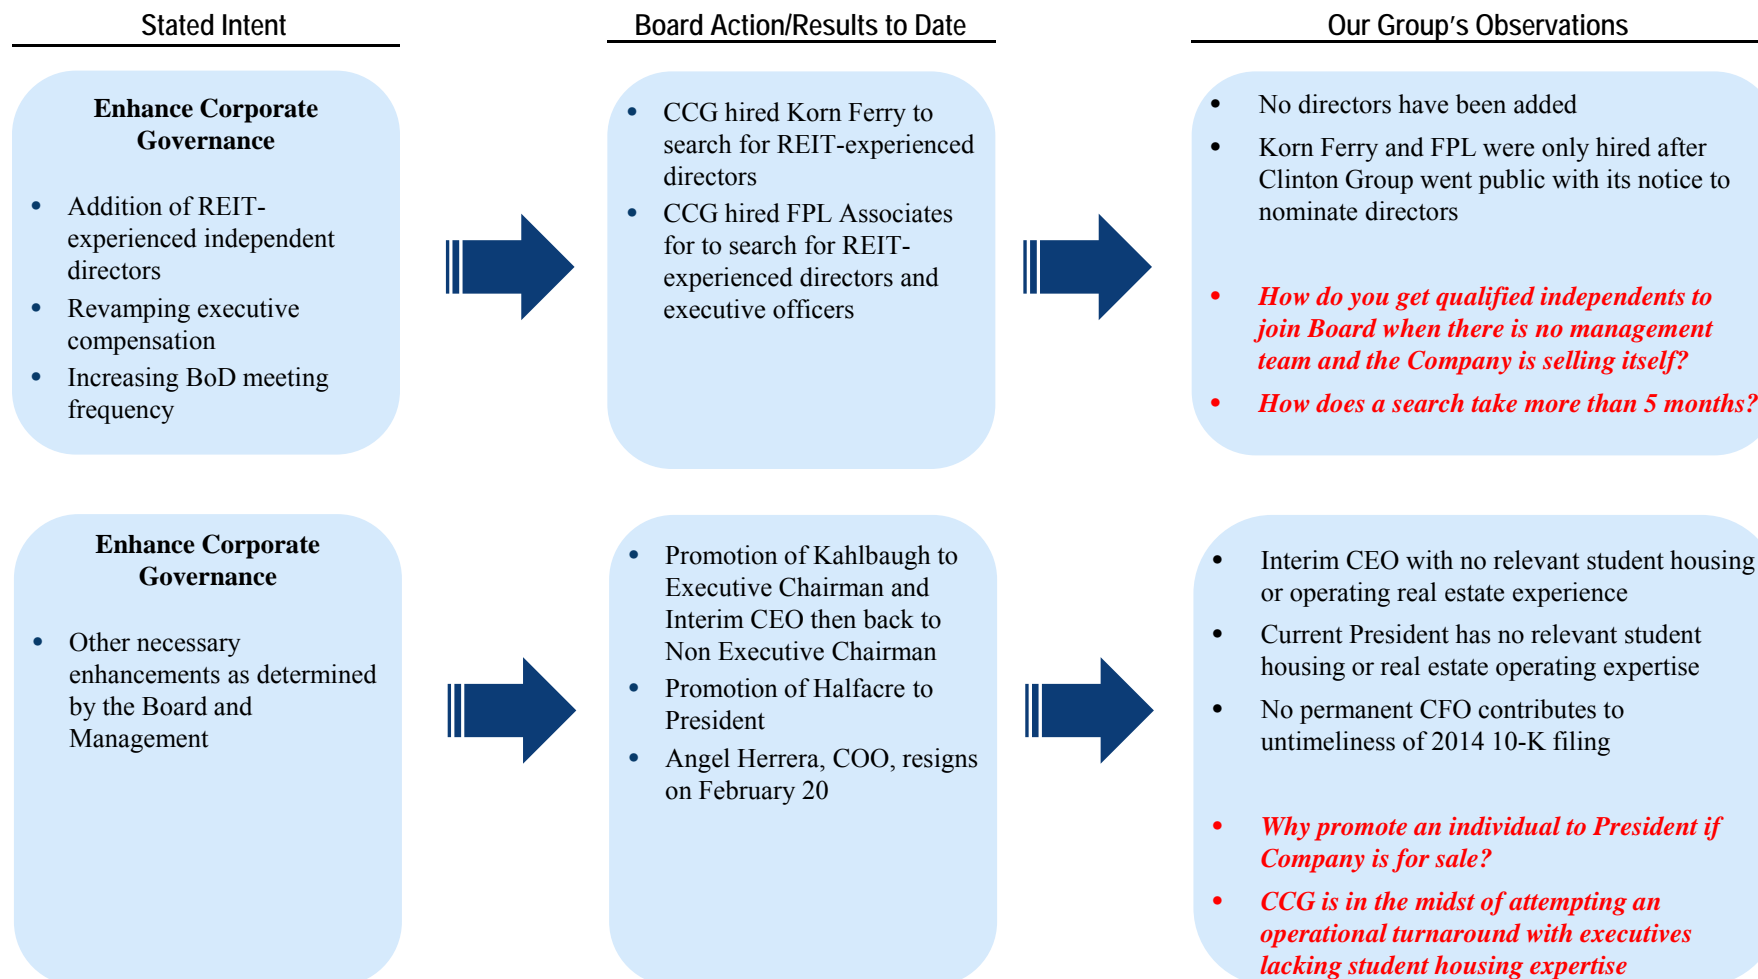 Stated Intent
Board Action/Results to Date
Our Group's Observations
Enhance Corporate
Governance
• Addition of REIT-
experienced independent
directors
• Revamping executive
compensation
• Increasing BoD meeting
frequency
• CCG hired Korn Ferry to
search for REIT-experienced
directors
• CCG hired FPL Associates
for to search for REIT-
experienced directors and
executive officers
• No directors have been added
• Korn Ferry and FPL were only hired after
Clinton Group went public with its notice to
nominate directors
• How do you get qualified independents to
join Board when there is no management
team and the Company is selling itself?
• How does a search take more than 5 months?
Enhance Corporate
Governance
• Other necessary
enhancements as determined
by the Board and
Management
• Promotion of Kahlbaugh to
Executive Chairman and
Interim CEO then back to
Non Executive Chairman
• Promotion of Halfacre to
President
• Angel Herrera, COO, resigns
on February 20
• Interim CEO with no relevant student housing
or operating real estate experience
• Current President has no relevant student
housing or real estate operating expertise
• No permanent CFO contributes to
untimeliness of 2014 10-K filing
• Why promote an individual to President if
Company is for sale?
• CCG is in the midst of attempting an
operational turnaround with executives
lacking student housing expertise